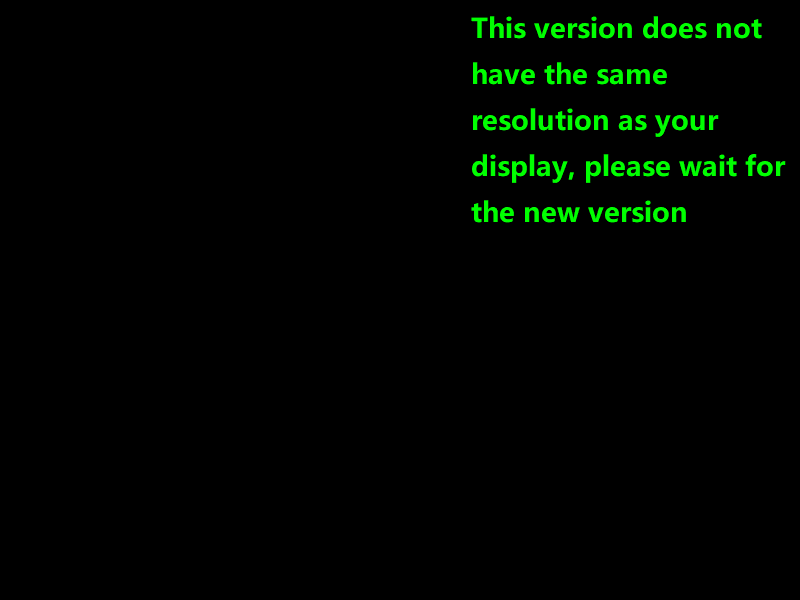 This version does not
have the same
resolution as your
display, please wait for
the new version